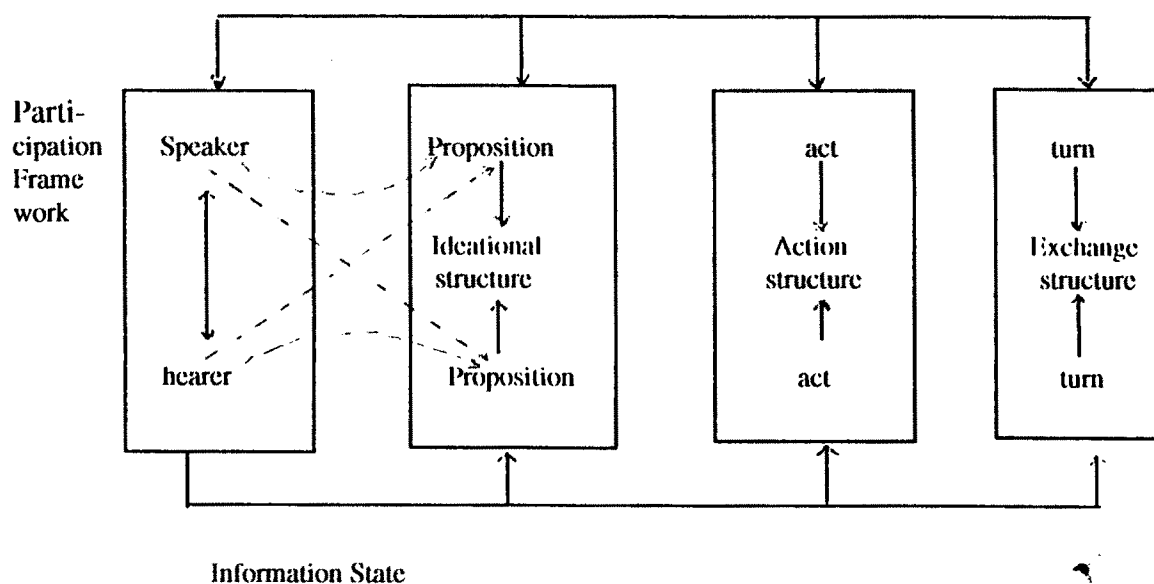 Parti-
cipation
Frame
work
Speaker
hearer
Proposition
Ideational
structure
Proposition
act
Action
structure
act
turn
Exchange
structure
turn
Information State